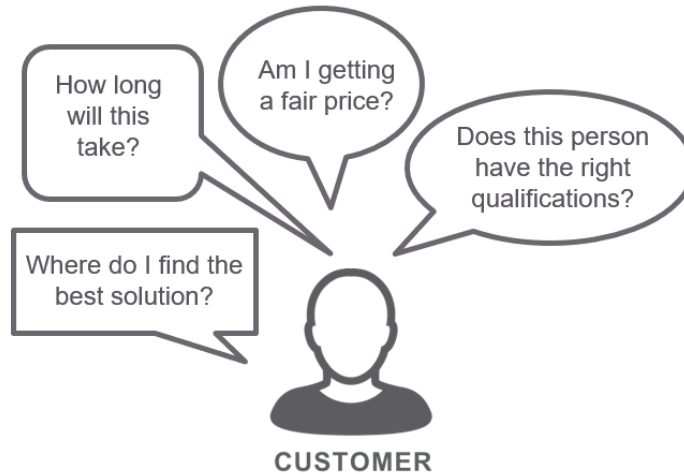 How long
will this
take?
Am I getting
a fair price?
Does this person
have the right
qualifications?
Where do I find the
best solution?
CUSTOMER